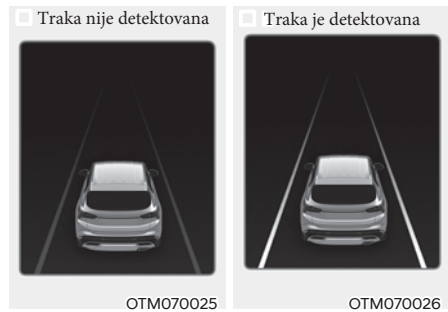 Traka nije detektovana
Traka je detektovana
OTM070025
OTM070026